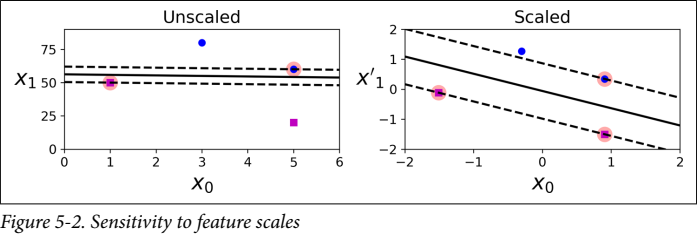 Unscaled
Scaled
75
50
25
0
x₁
0 1 2 3 4 5 6
x₀
2
1
0
−1
−2
x′₁
−2 −1 0 1 2
x₀
Figure 5-2. Sensitivity to feature scales